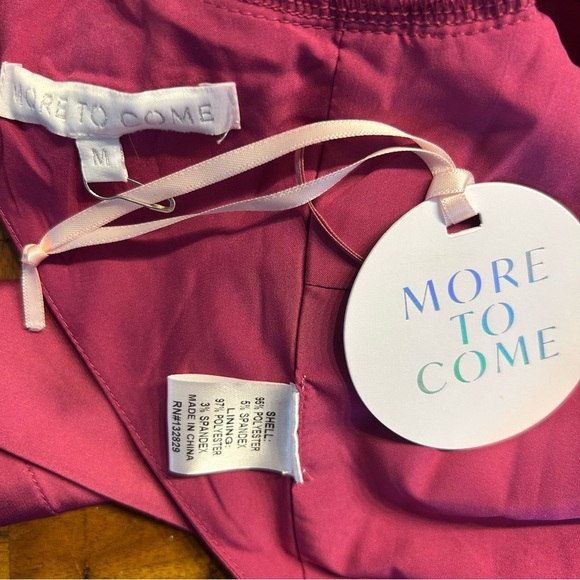 MORE TO COME
M
MORE
TO
COME
SHELL:
95% POLYESTER
5% SPANDEX
LINING:
97% POLYESTER
3% SPANDEX
RN#132829
MADE IN CHINA